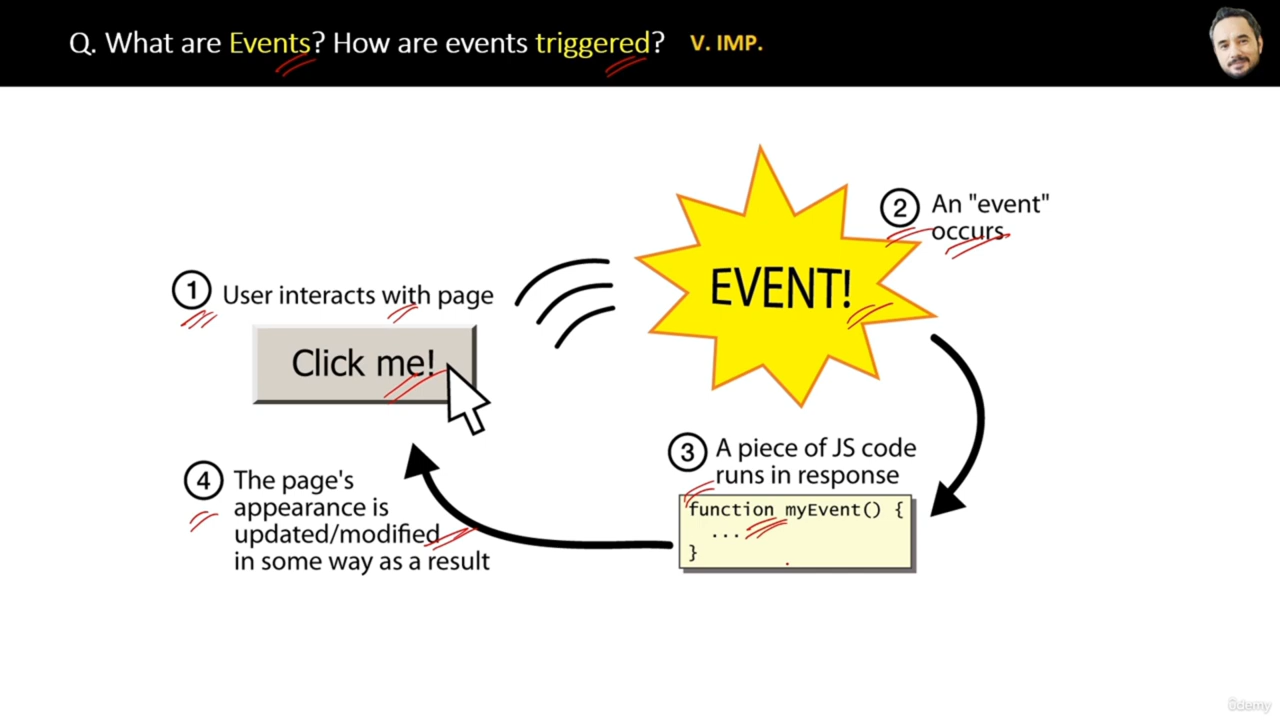 Q. What are Events? How are events triggered? V. IMP.
2 An "event"
occurs
EVENT!
1 User interacts with page
Click me!
3 A piece of JS code
runs in response
function myEvent() {
...
}
4 The page's
appearance is
updated/modified
in some way as a result
ûdemy